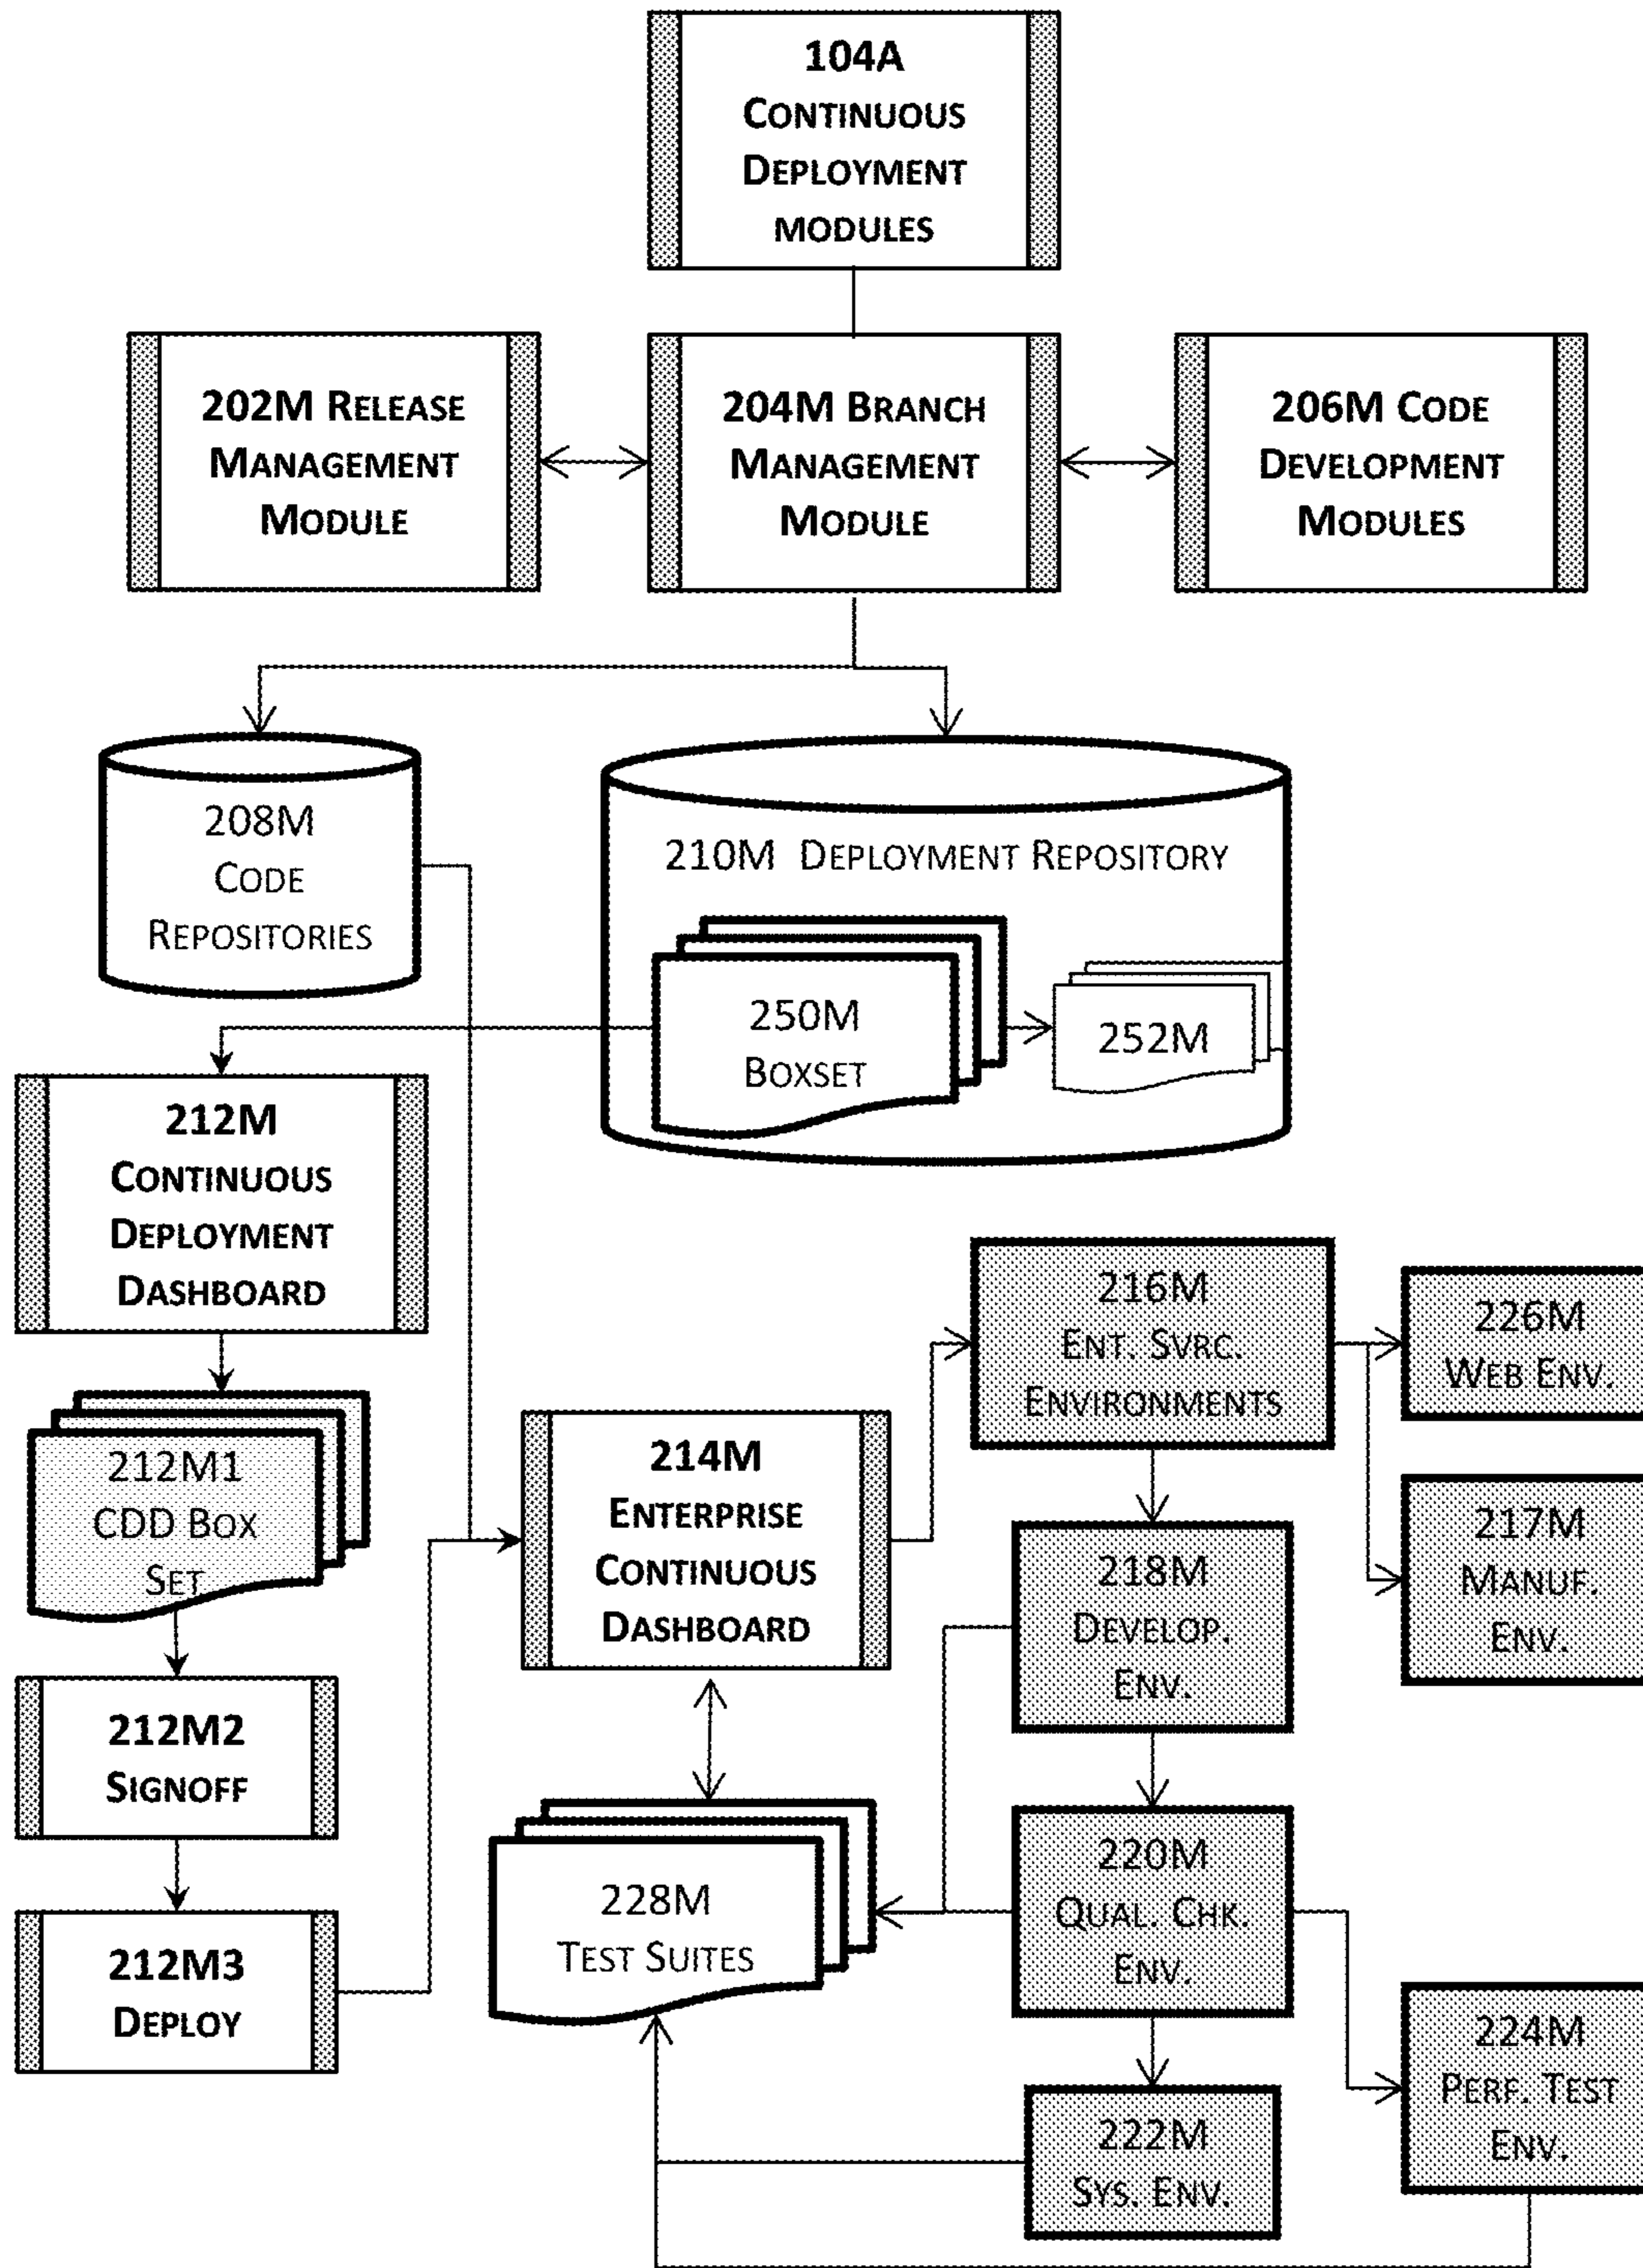 104A
CONTINUOUS
DEPLOYMENT
MODULES
202M RELEASE
MANAGEMENT
MODULE
204M BRANCH
MANAGEMENT
MODULE
206M CODE
DEVELOPMENT
MODULES
208M
CODE
REPOSITORIES
210M DEPLOYMENT REPOSITORY
250M
BOXSET
252M
212M
CONTINUOUS
DEPLOYMENT
DASHBOARD
216M
ENT. SVRC.
ENVIRONMENTS
226M
WEB ENV.
212M1
CDD BOX
SET
214M
ENTERPRISE
CONTINUOUS
DASHBOARD
218M
DEVELOP.
ENV.
217M
MANUF.
ENV.
212M2
SIGNOFF
228M
TEST SUITES
220M
QUAL. CHK.
ENV.
212M3
DEPLOY
224M
PERF. TEST
ENV.
222M
SYS. ENV.